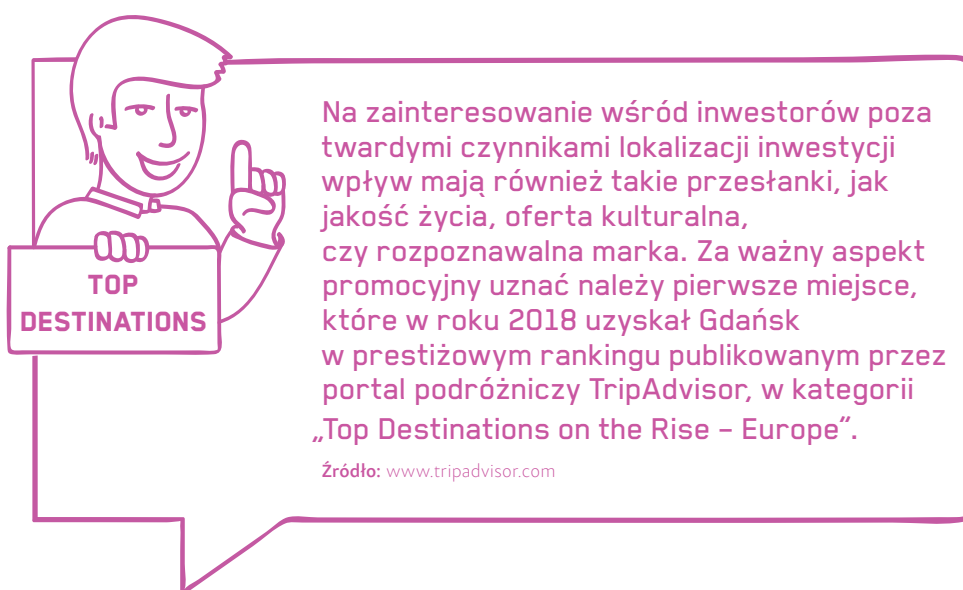 TOP
DESTINATIONS
Na zainteresowanie wśród inwestorów poza
twardymi czynnikami lokalizacji inwestycji
wpływ mają również takie przesłanki, jak
jakość życia, oferta kulturalna,
czy rozpoznawalna marka. Za ważny aspekt
promocyjny uznać należy pierwsze miejsce,
które w roku 2018 uzyskał Gdańsk
w prestiżowym rankingu publikowanym przez
portal podróżniczy TripAdvisor, w kategorii
„Top Destinations on the Rise – Europe”.
Źródło: www.tripadvisor.com